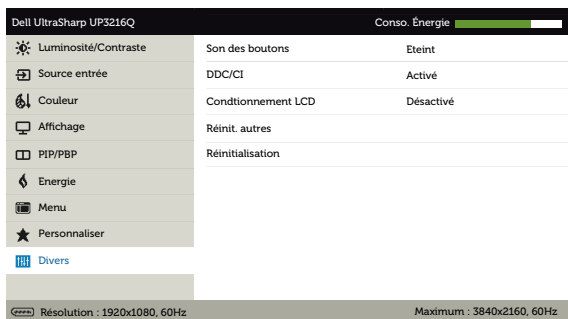 Dell UltraSharp UP3216Q Conso. Énergie
Luminosité/Contraste Son des boutons Eteint
Source entrée DDC/CI Activé
Couleur Condtionnement LCD Désactivé
Affichage Réinit. autres
PIP/PBP Réinitialisation
Energie
Menu
Personnaliser
Divers
Résolution : 1920x1080, 60Hz Maximum : 3840x2160, 60Hz